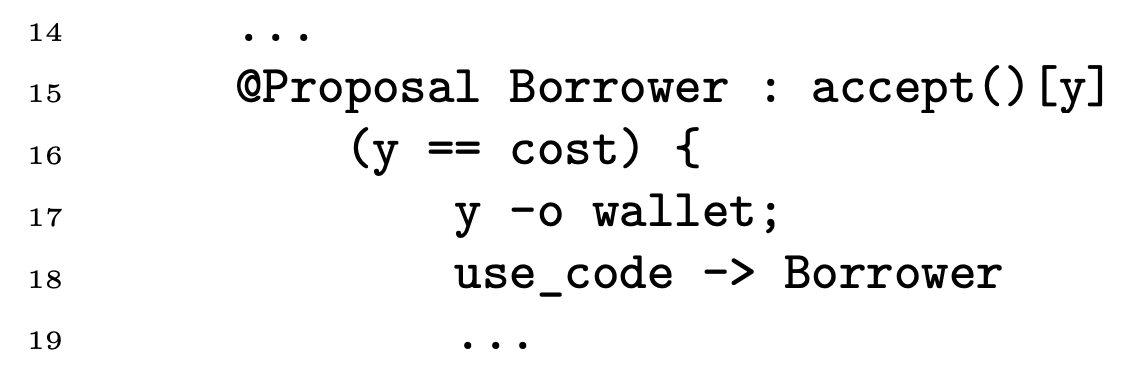 14 ...
15 @Proposal Borrower : accept()[y]
16 (y == cost) {
17 y -o wallet;
18 use_code -> Borrower
19 ...